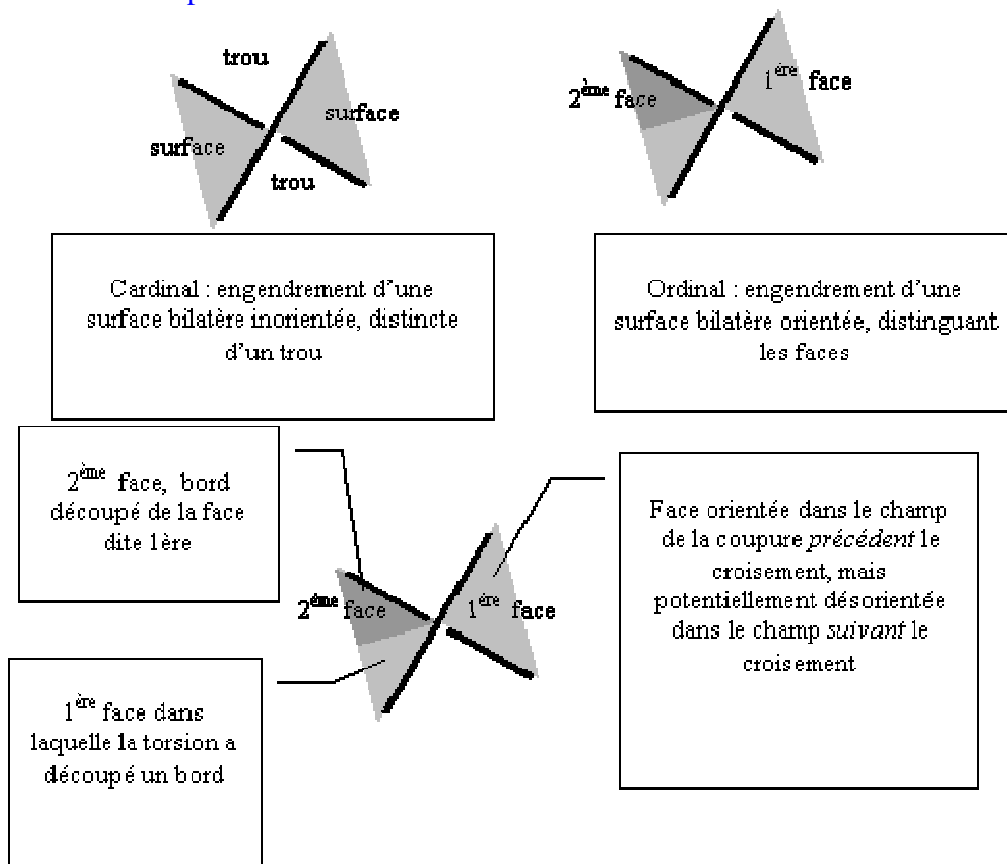 trou
surface
surface
trou
2ème face
1ère face
Cardinal : engendrement d’une
surface bilatère inorientée, distincte
d’un trou
Ordinal : engendrement d’une
surface bilatère orientée, distinguant
les faces
2ème face, bord
découpé de la face
dite 1ère
Face orientée dans le champ
de la coupure précédent le
croisement, mais
potentiellement désorientée
dans le champ suivant le
croisement
2ème face
1ère face
1ère face dans
laquelle la torsion a
découpé un bord